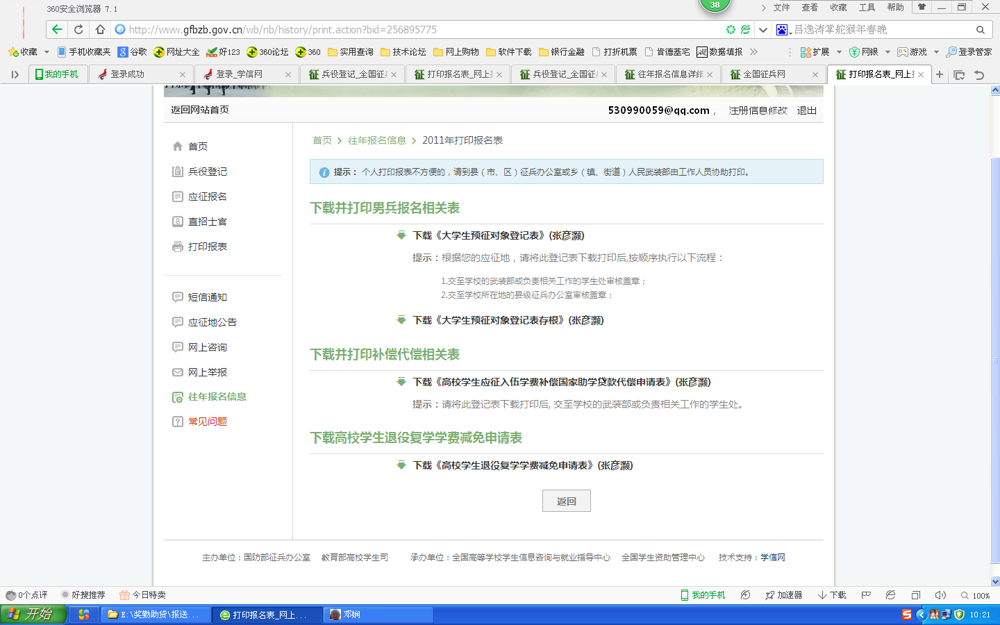 360安全浏览器 7.1
38
文件 查看 收藏 工具 帮助
http://www.gfbzb.gov.cn/wb/nb/history/print.action?bid=256895775
吕逸涛掌舵猴年春晚
收藏 手机收藏夹 谷歌 网址大全 好123 360论坛 360 实用查询 技术论坛 网上购物 软件下载 银行金融 打折机票 肯德基宅 数据填报 扩展 网银 游戏 登录管家
我的手机 登录成功 登录_学信网 兵役登记_全国征兵 打印报名表_网上报 兵役登记_全国征兵 往年报名信息详细 全国征兵网 打印报名表_网上报
返回网站首页
530990059@qq.com , 注册信息修改 退出
首页
兵役登记
应征报名
直招士官
打印报表
短信通知
应征地公告
网上咨询
网上举报
往年报名信息
常见问题
首页 > 往年报名信息 > 2011年打印报名表
提示: 个人打印报表不方便的，请到县（市、区）征兵办公室或乡（镇、街道）人民武装部由工作人员协助打印。
下载并打印男兵报名相关表
下载《大学生预征对象登记表》(张彦灏)
提示：根据您的应征地，请将此登记表下载打印后,按顺序执行以下流程：
1.交至学校的武装部或负责相关工作的学生处审核盖章；
2.交至学校所在地的县级征兵办公室审核盖章；
下载《大学生预征对象登记表存根》(张彦灏)
下载并打印补偿代偿相关表
下载《高校学生应征入伍学费补偿国家助学贷款代偿申请表》(张彦灏)
提示：请将此登记表下载打印后, 交至学校的武装部或负责相关工作的学生处。
下载高校学生退役复学学费减免申请表
下载《高校学生退役复学学费减免申请表》(张彦灏)
返回
主办单位：国防部征兵办公室 教育部高校学生司 承办单位：全国高等学校学生信息咨询与就业指导中心 全国学生资助管理中心 技术支持：学信网
0个点评 好搜推荐 今日特卖 我的手机 加速器 下载 100%
开始 E:\奖勤助贷\报送... 打印报名表_网上... 邓娴 10:21